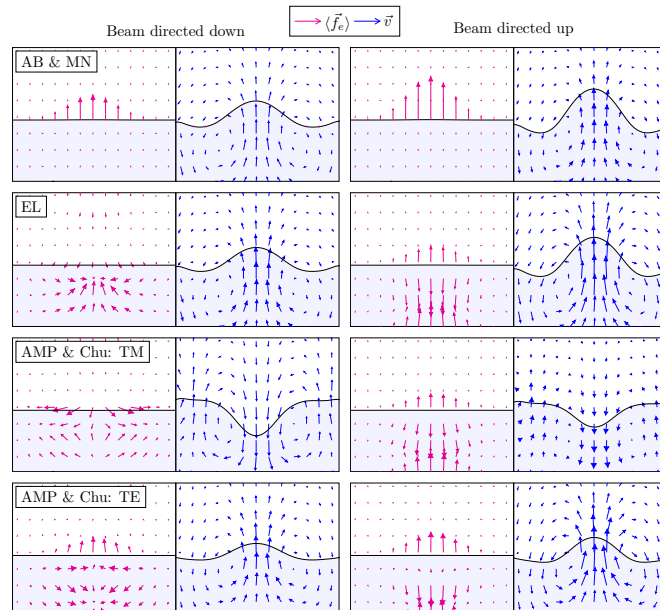 Beam directed down
⟨f⃗ₑ⟩ v⃗
Beam directed up
AB & MN
EL
AMP & Chu: TM
AMP & Chu: TE